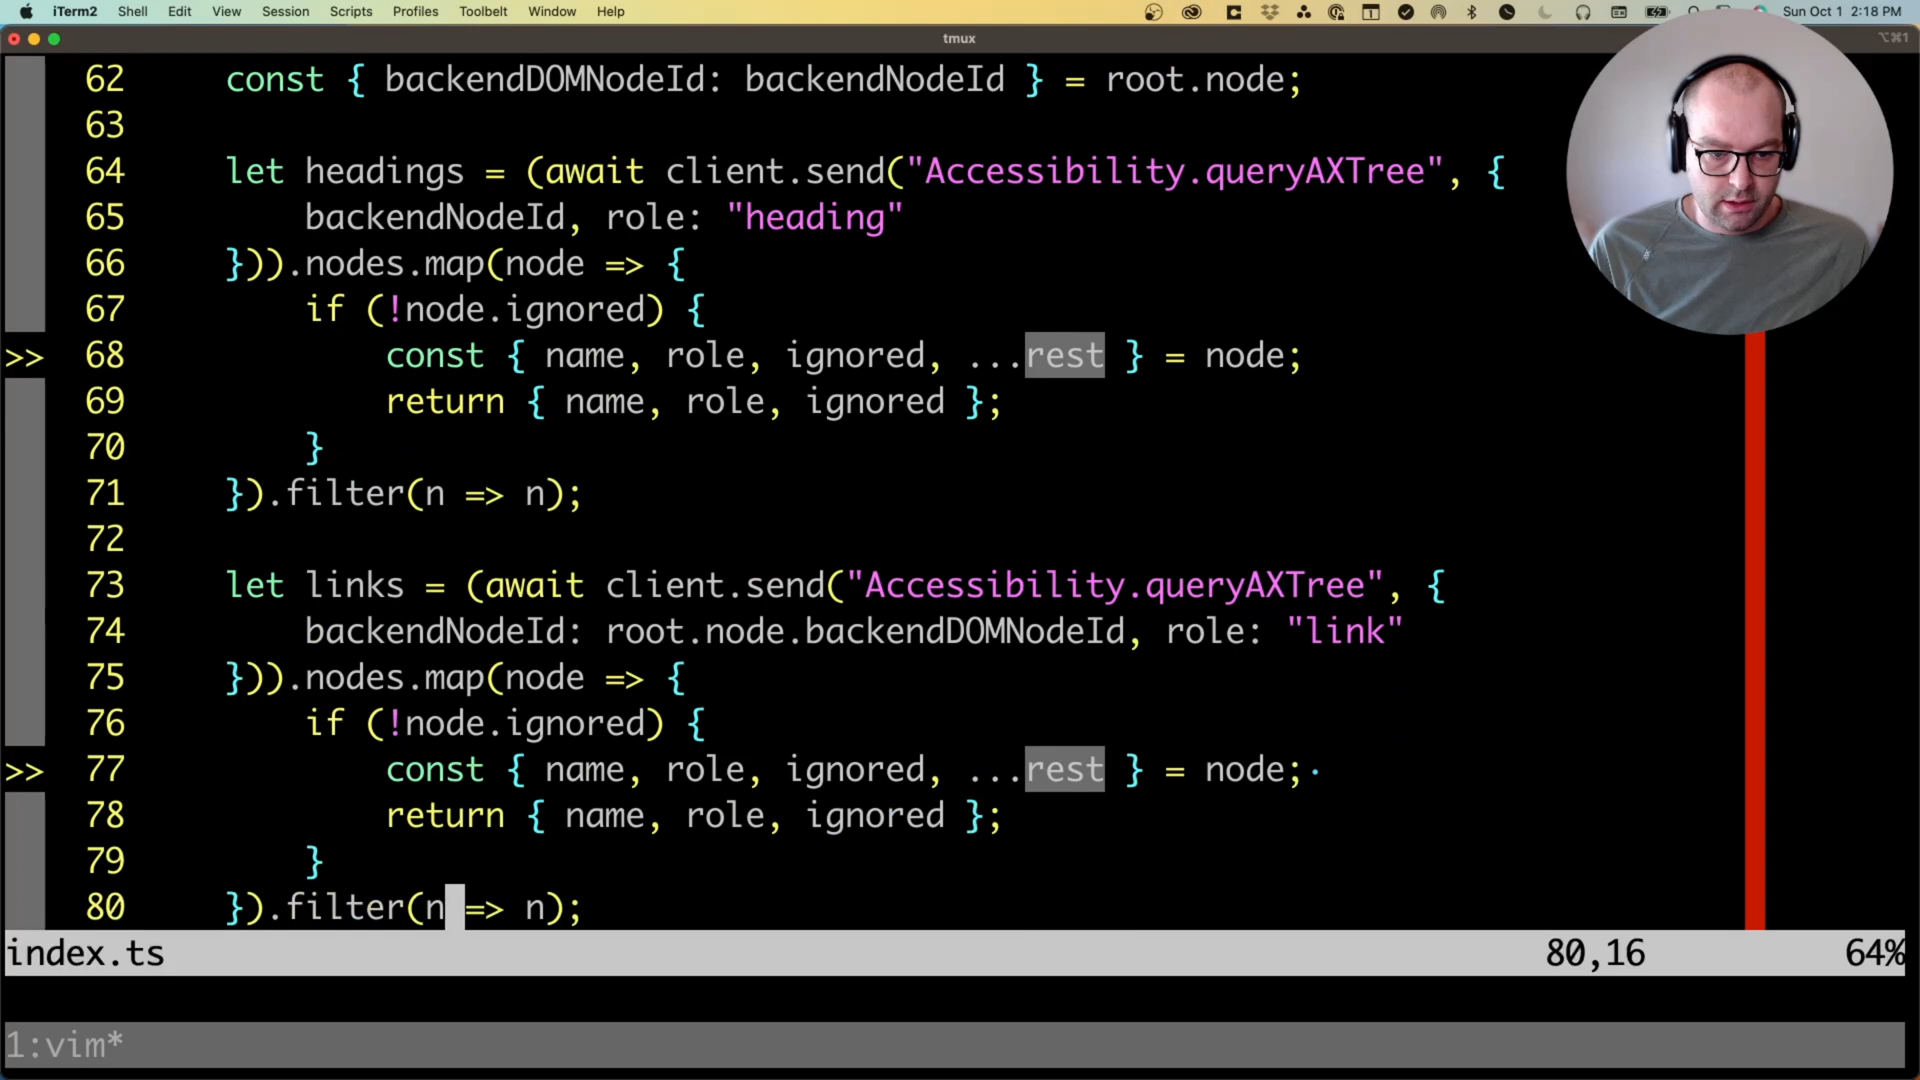 iTerm2 Shell Edit View Session Scripts Profiles Toolbelt Window Help Sun Oct 1 2:18 PM
tmux ⌥⌘1
62 const { backendDOMNodeId: backendNodeId } = root.node;
63
64 let headings = (await client.send("Accessibility.queryAXTree", {
65 backendNodeId, role: "heading"
66 })).nodes.map(node => {
67 if (!node.ignored) {
>> 68 const { name, role, ignored, ...rest } = node;
69 return { name, role, ignored };
70 }
71 }).filter(n => n);
72
73 let links = (await client.send("Accessibility.queryAXTree", {
74 backendNodeId: root.node.backendDOMNodeId, role: "link"
75 })).nodes.map(node => {
76 if (!node.ignored) {
>> 77 const { name, role, ignored, ...rest } = node;·
78 return { name, role, ignored };
79 }
80 }).filter(n => n);
index.ts 80,16 64%
1:vim*